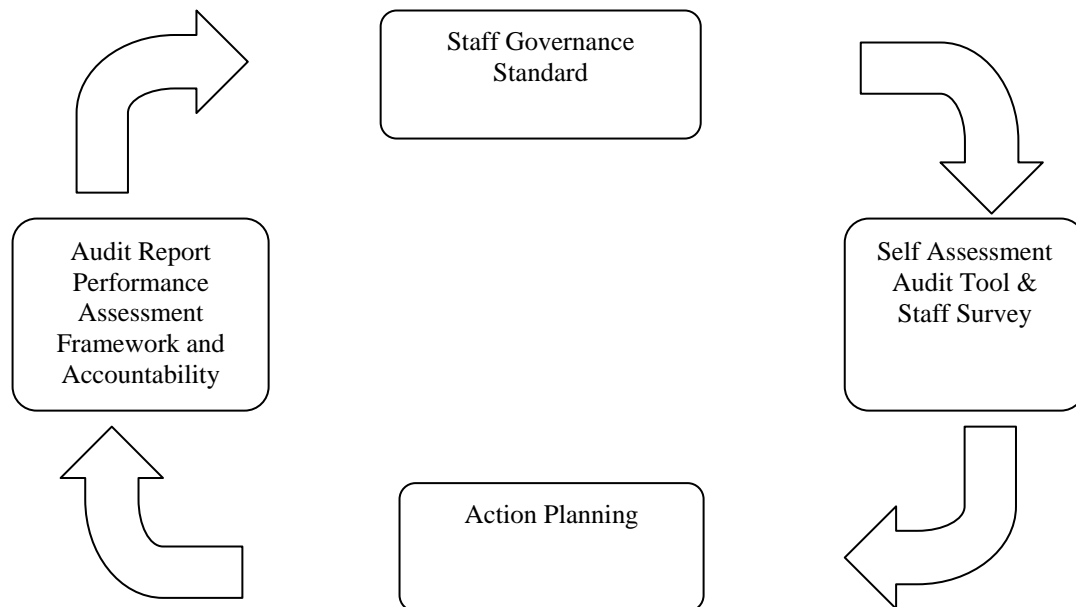 Staff Governance
Standard
Audit Report
Performance
Assessment
Framework and
Accountability
Self Assessment
Audit Tool &
Staff Survey
Action Planning